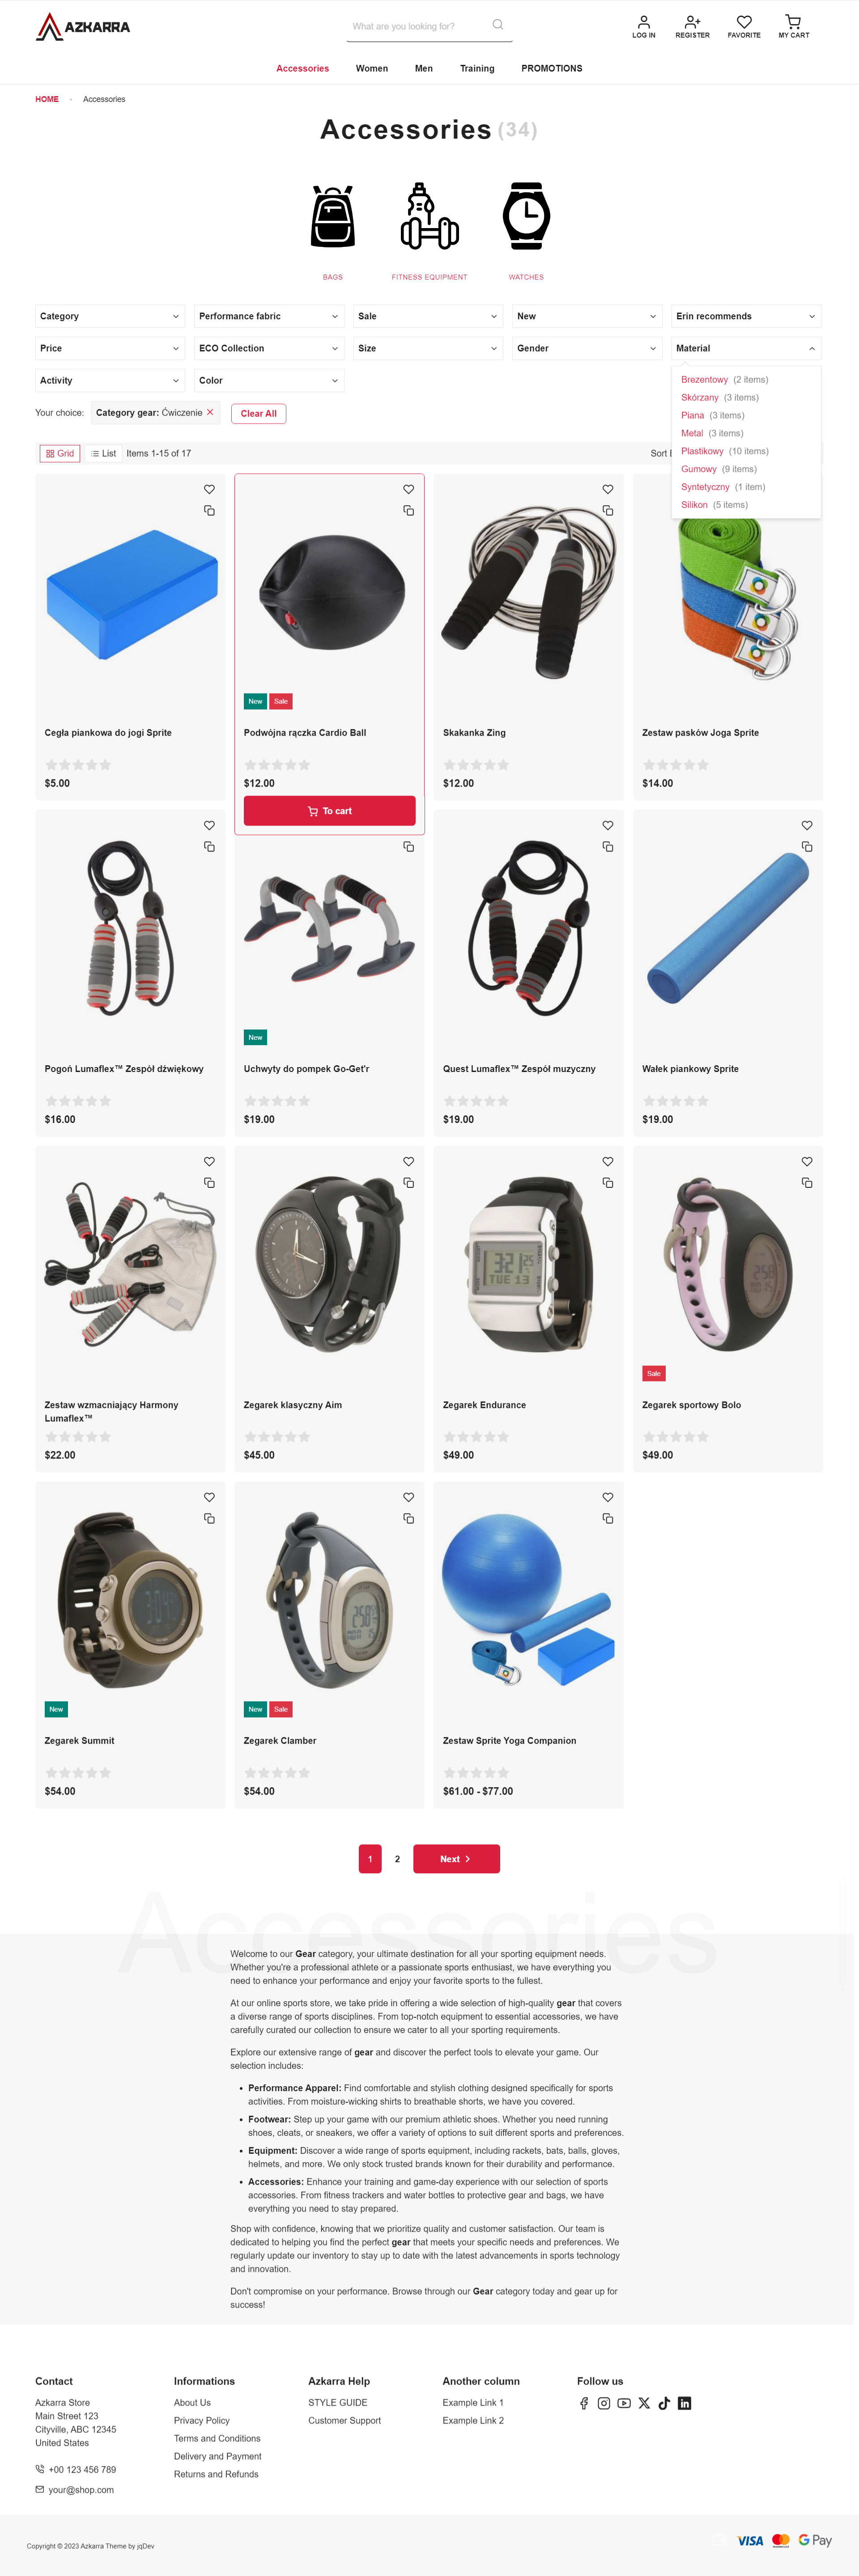 AZKARRA
What are you looking for?
LOG IN
REGISTER
FAVORITE
MY CART
Accessories
Women
Men
Training
PROMOTIONS
HOME
Accessories
Accessories (34)
BAGS
FITNESS EQUIPMENT
WATCHES
Category
Performance fabric
Sale
New
Erin recommends
Price
ECO Collection
Size
Gender
Material
Activity
Color
Brezentowy (2 items)
Skórzany (3 items)
Piana (3 items)
Metal (3 items)
Plastikowy (10 items)
Gumowy (9 items)
Syntetyczny (1 item)
Silikon (5 items)
Your choice:
Category gear: Ćwiczenie
Clear All
Grid
List
Items 1-15 of 17
Sort
Cegła piankowa do jogi Sprite
$5.00
New
Sale
Podwójna rączka Cardio Ball
$12.00
To cart
Skakanka Zing
$12.00
Zestaw pasków Joga Sprite
$14.00
Pogoń Lumaflex™ Zespół dźwiękowy
$16.00
New
Uchwyty do pompek Go-Get'r
$19.00
Quest Lumaflex™ Zespół muzyczny
$19.00
Wałek piankowy Sprite
$19.00
Zestaw wzmacniający Harmony
Lumaflex™
$22.00
Zegarek klasyczny Aim
$45.00
Zegarek Endurance
$49.00
Sale
Zegarek sportowy Bolo
$49.00
New
Zegarek Summit
$54.00
New
Sale
Zegarek Clamber
$54.00
Zestaw Sprite Yoga Companion
$61.00 - $77.00
1
2
Next
Accessories
Welcome to our Gear category, your ultimate destination for all your sporting equipment needs.
Whether you're a professional athlete or a passionate sports enthusiast, we have everything you
need to enhance your performance and enjoy your favorite sports to the fullest.
At our online sports store, we take pride in offering a wide selection of high-quality gear that covers
a diverse range of sports disciplines. From top-notch equipment to essential accessories, we have
carefully curated our collection to ensure we cater to all your sporting requirements.
Explore our extensive range of gear and discover the perfect tools to elevate your game. Our
selection includes:
• Performance Apparel: Find comfortable and stylish clothing designed specifically for sports
activities. From moisture-wicking shirts to breathable shorts, we have you covered.
• Footwear: Step up your game with our premium athletic shoes. Whether you need running
shoes, cleats, or sneakers, we offer a variety of options to suit different sports and preferences.
• Equipment: Discover a wide range of sports equipment, including rackets, bats, balls, gloves,
helmets, and more. We only stock trusted brands known for their durability and performance.
• Accessories: Enhance your training and game-day experience with our selection of sports
accessories. From fitness trackers and water bottles to protective gear and bags, we have
everything you need to stay prepared.
Shop with confidence, knowing that we prioritize quality and customer satisfaction. Our team is
dedicated to helping you find the perfect gear that meets your specific needs and preferences. We
regularly update our inventory to stay up to date with the latest advancements in sports technology
and innovation.
Don't compromise on your performance. Browse through our Gear category today and gear up for
success!
Contact
Azkarra Store
Main Street 123
Cityville, ABC 12345
United States
+00 123 456 789
your@shop.com
Informations
About Us
Privacy Policy
Terms and Conditions
Delivery and Payment
Returns and Refunds
Azkarra Help
STYLE GUIDE
Customer Support
Another column
Example Link 1
Example Link 2
Follow us
Copyright © 2023 Azkarra Theme by jqDev
VISA
G Pay